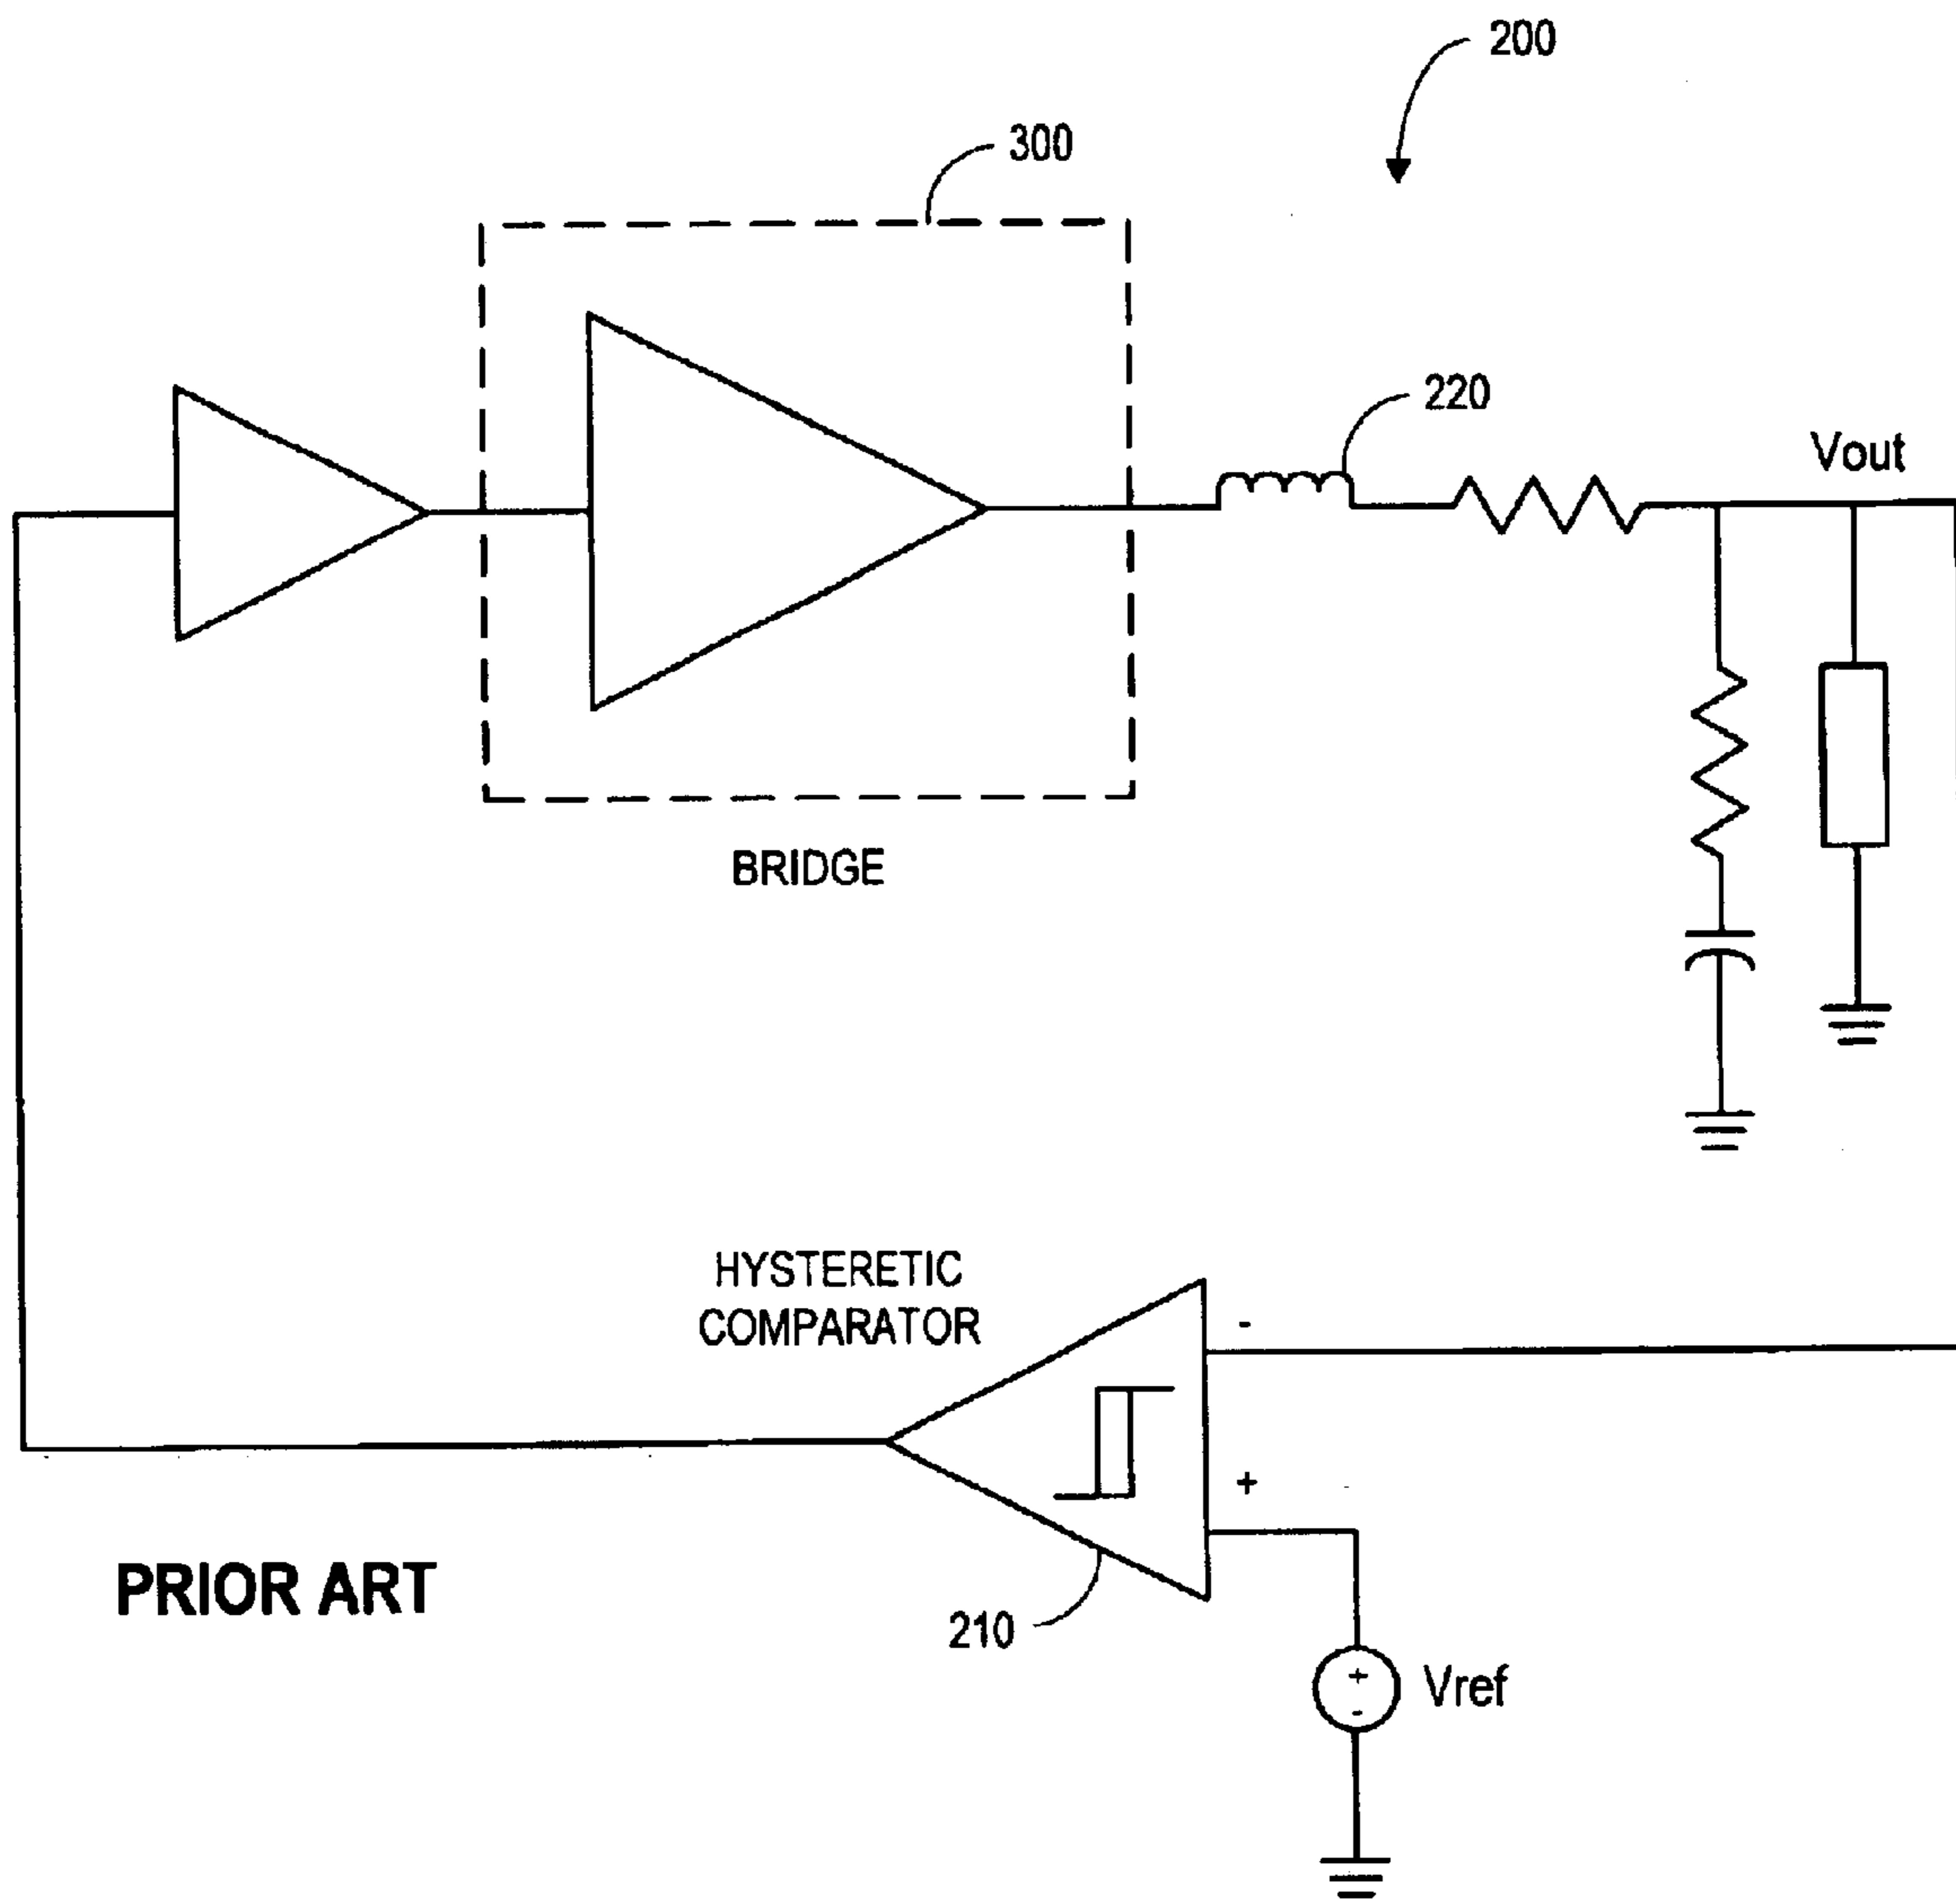 200
300
220
Vout
BRIDGE
HYSTERETIC
COMPARATOR
-
+
PRIOR ART
210
+
-
Vref